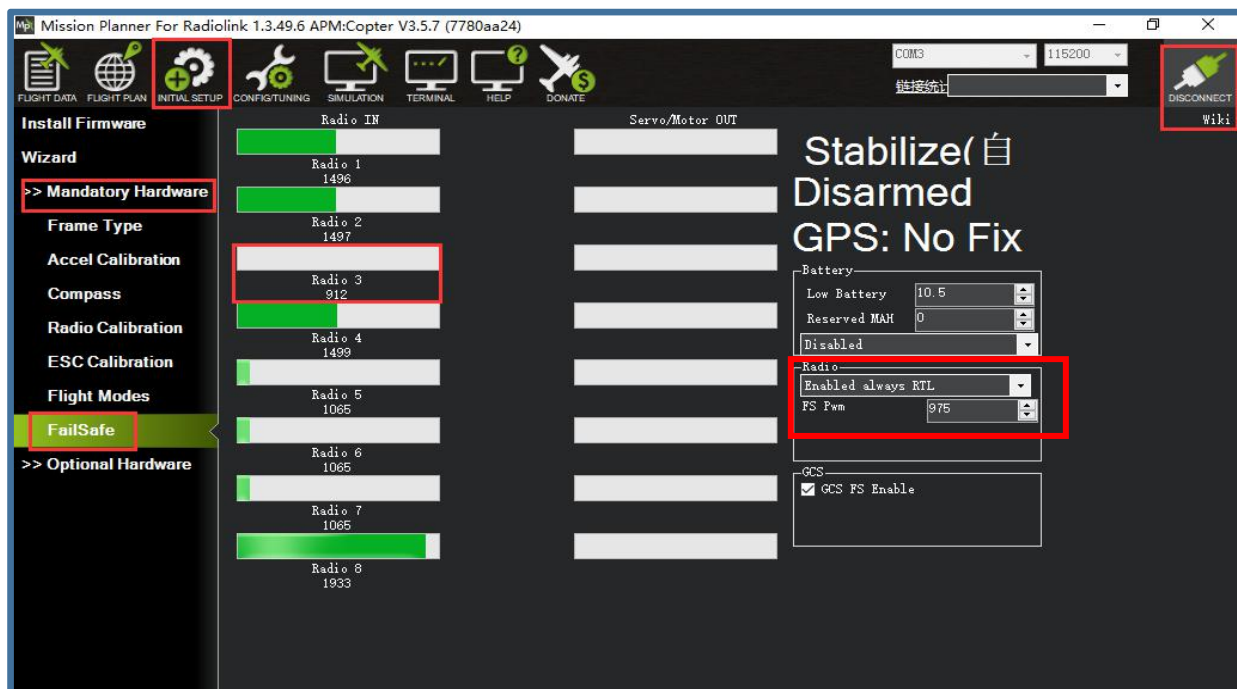 Mission Planner For Radiolink 1.3.49.6 APM:Copter V3.5.7 (7780aa24)
FLIGHT DATA FLIGHT PLAN INITIAL SETUP CONFIG/TUNING SIMULATION TERMINAL HELP DONATE
COM3 115200
链接统计
DISCONNECT
Install Firmware
Wizard
>> Mandatory Hardware
Frame Type
Accel Calibration
Compass
Radio Calibration
ESC Calibration
Flight Modes
FailSafe
>> Optional Hardware
Radio IN
Radio 1
1496
Radio 2
1497
Radio 3
912
Radio 4
1499
Radio 5
1065
Radio 6
1065
Radio 7
1065
Radio 8
1933
Servo/Motor OUT
Wiki
Stabilize(自
Disarmed
GPS: No Fix
Battery
Low Battery 10.5
Reserved MAH 0
Disabled
Radio
Enabled always RTL
FS Pwm 975
GCS
GCS FS Enable